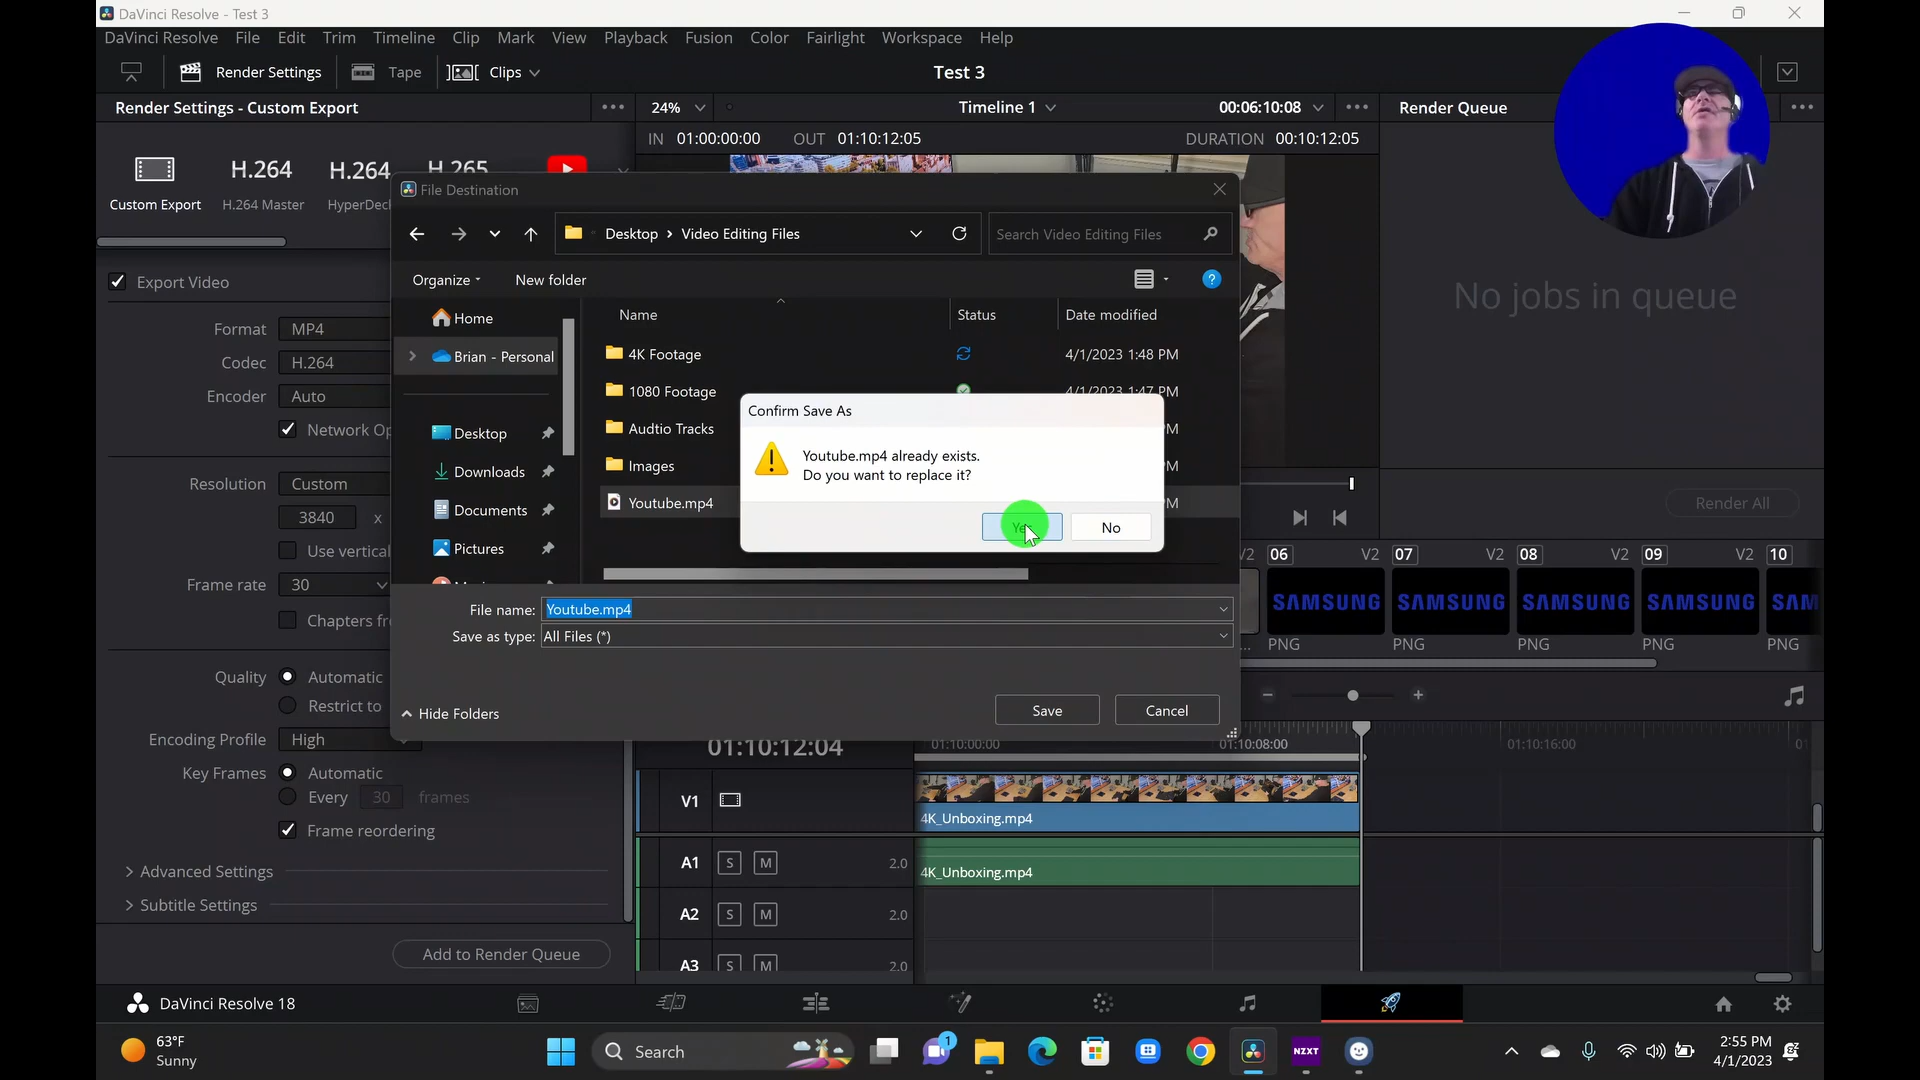 DaVinci Resolve - Test 3
DaVinci Resolve File Edit Trim Timeline Clip Mark View Playback Fusion Color Fairlight Workspace Help
Render Settings Tape Clips Test 3
Render Settings - Custom Export 24% Timeline 1 00:06:10:08 Render Queue
IN 01:00:00:00 OUT 01:10:12:05 DURATION 00:10:12:05
H.264 H.264 H.265
Custom Export H.264 Master
File Destination
Desktop > Video Editing Files Search Video Editing Files
Organize New folder
Export Video
No jobs in queue
Home
Name Status Date modified
Format MP4
Brian - Personal
4K Footage 4/1/2023 1:48 PM
Codec H.264
1080 Footage 4/1/2023 1:47 PM
Encoder Auto
Confirm Save As
Desktop
Audtio Tracks
Youtube.mp4 already exists.
Do you want to replace it?
Downloads
Images
Resolution Custom
Youtube.mp4
Render All
Documents
3840 x
Yes No
Pictures
Use vertical
Frame rate 30
06 V2 07 V2 08 V2 09 V2 10
SAMSUNG SAMSUNG SAMSUNG SAMSUNG SAMS
PNG PNG PNG PNG PNG
File name: Youtube.mp4
Save as type: All Files (*)
Quality Automatic
Restrict to
Hide Folders Save Cancel
Encoding Profile High
01:10:12:04 01:10:00:00 01:10:08:00 01:10:16:00
Key Frames Automatic
Every 30 frames
V1
4K_Unboxing.mp4
Frame reordering
A1 S M 2.0
4K_Unboxing.mp4
Advanced Settings
Subtitle Settings
A2 S M 2.0
Add to Render Queue
A3 S M 2.0
DaVinci Resolve 18
63°F
Sunny
Search
1
NZXT
2:55 PM
4/1/2023